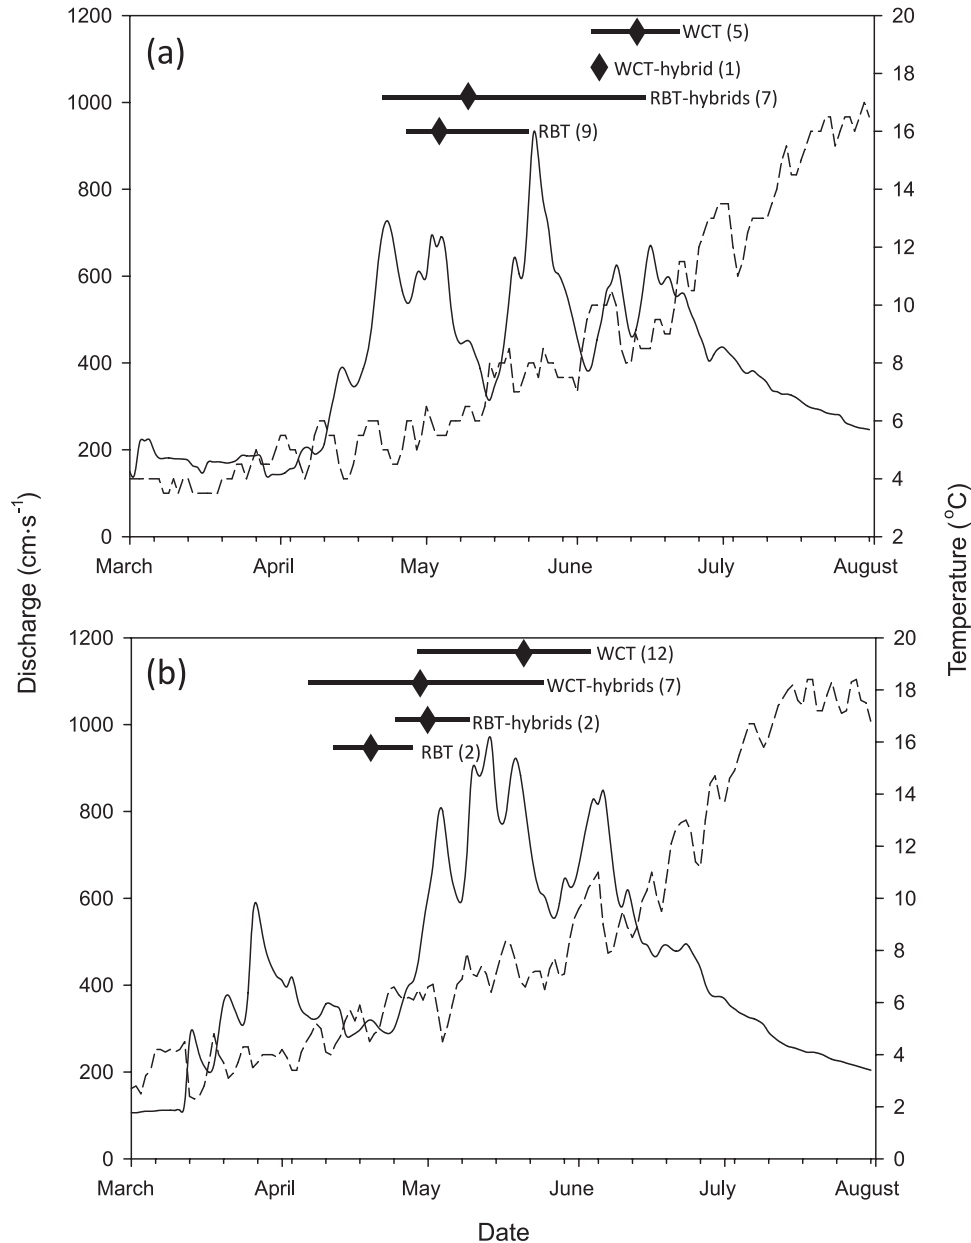 (a)
WCT (5)
WCT-hybrid (1)
RBT-hybrids (7)
RBT (9)
1200
1000
800
600
400
200
0
20
18
16
14
12
10
8
6
4
2
March April May June July August
(b)
WCT (12)
WCT-hybrids (7)
RBT-hybrids (2)
RBT (2)
1200
1000
800
600
400
200
0
20
18
16
14
12
10
8
6
4
2
0
March April May June July August
Discharge (cm·s⁻¹)
Temperature (°C)
Date